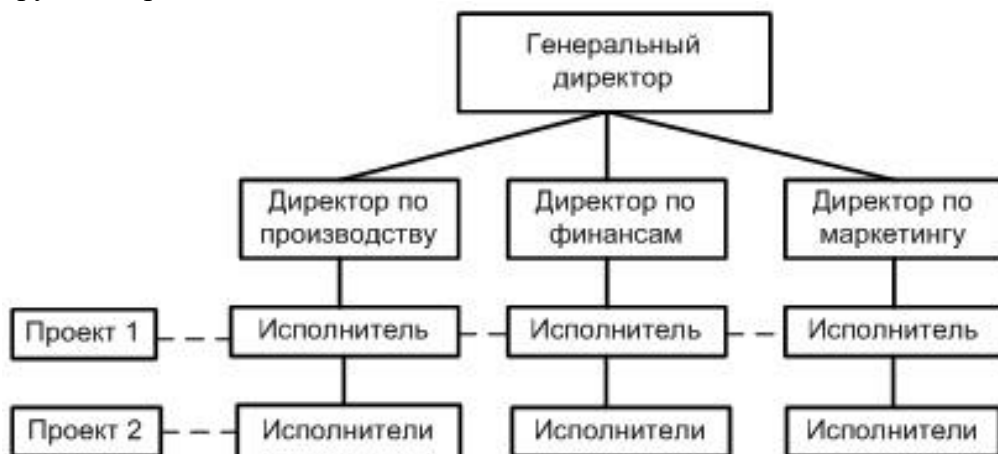 Генеральный
директор
Директор по
производству
Директор по
финансам
Директор по
маркетингу
Проект 1
Исполнитель
Исполнитель
Исполнитель
Проект 2
Исполнители
Исполнители
Исполнители